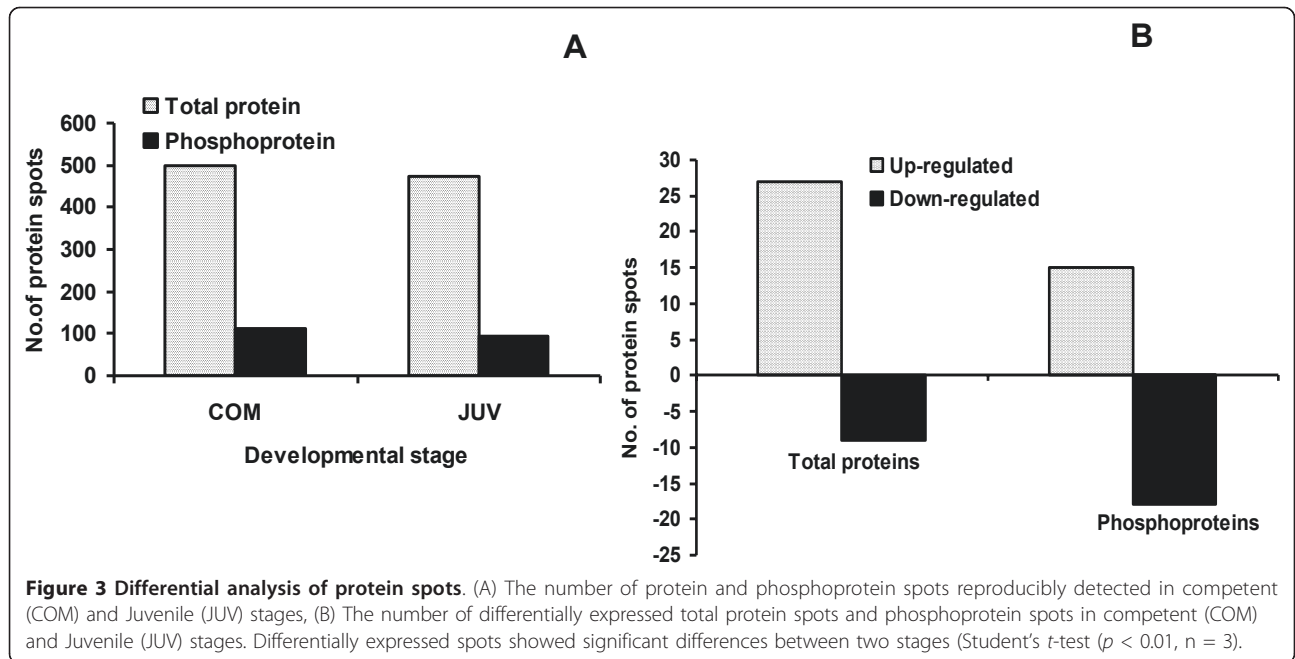 A
Total protein
Phosphoprotein
600
500
400
300
200
100
0
No.of protein spots
COM
JUV
Developmental stage
B
Up-regulated
Down-regulated
30
25
20
15
10
5
0
-5
-10
-15
-20
-25
No. of protein spots
Total proteins
Phosphoproteins
Figure 3 Differential analysis of protein spots. (A) The number of protein and phosphoprotein spots reproducibly detected in competent
(COM) and Juvenile (JUV) stages, (B) The number of differentially expressed total protein spots and phosphoprotein spots in competent (COM)
and Juvenile (JUV) stages. Differentially expressed spots showed significant differences between two stages (Student's t-test (p < 0.01, n = 3).